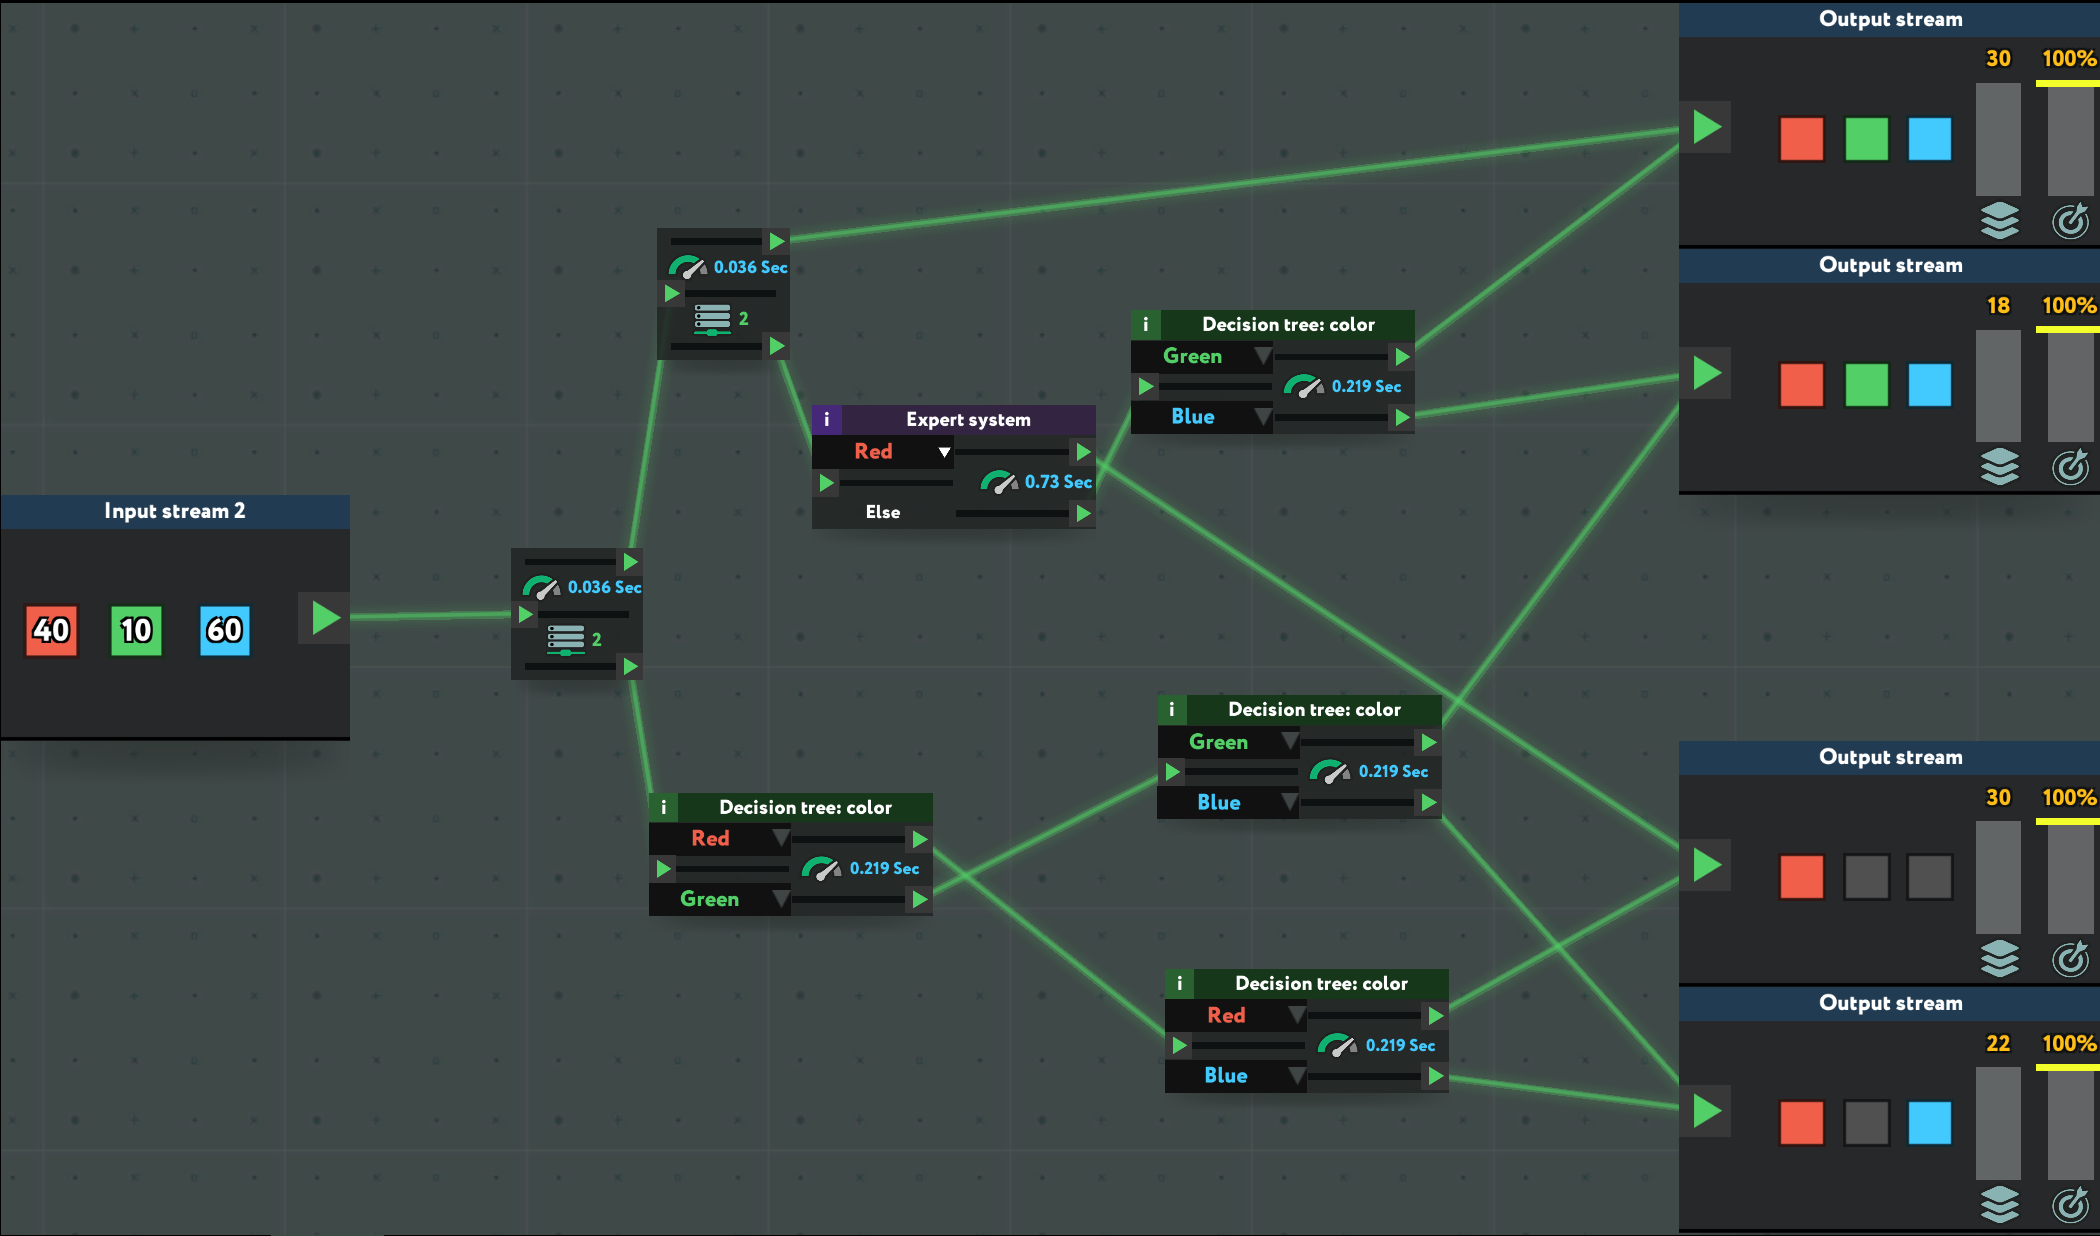 Output stream
30 100%
0.036 Sec
2
Output stream
18 100%
i Decision tree: color
Green
0.219 Sec
Blue
i Expert system
Red
0.73 Sec
Else
Input stream 2
40 10 60
0.036 Sec
2
i Decision tree: color
Green
0.219 Sec
Blue
Output stream
30 100%
i Decision tree: color
Red
0.219 Sec
Green
i Decision tree: color
Red
0.219 Sec
Blue
Output stream
22 100%